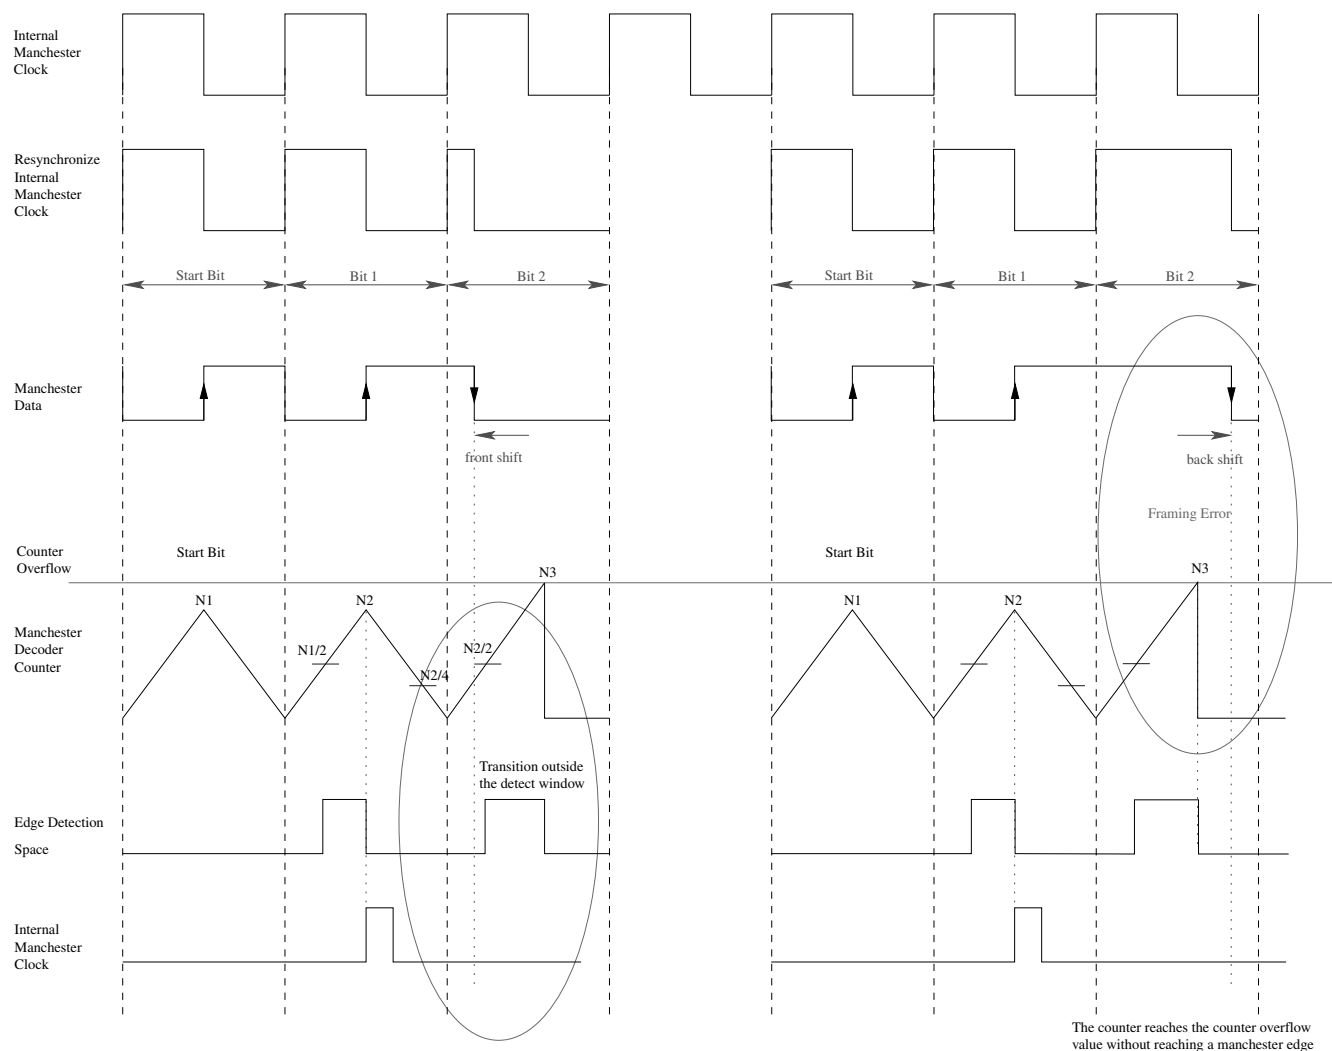 Internal
Manchester
Clock
Resynchronize
Internal
Manchester
Clock
Start Bit
Bit 1
Bit 2
Start Bit
Bit 1
Bit 2
Manchester
Data
front shift
back shift
Framing Error
Counter
Overflow
Start Bit
Start Bit
N3
N3
N1
N2
N1
N2
Manchester
Decoder
Counter
N1/2
N2/4
N2/2
Transition outside
the detect window
Edge Detection
Space
Internal
Manchester
Clock
The counter reaches the counter overflow
value without reaching a manchester edge